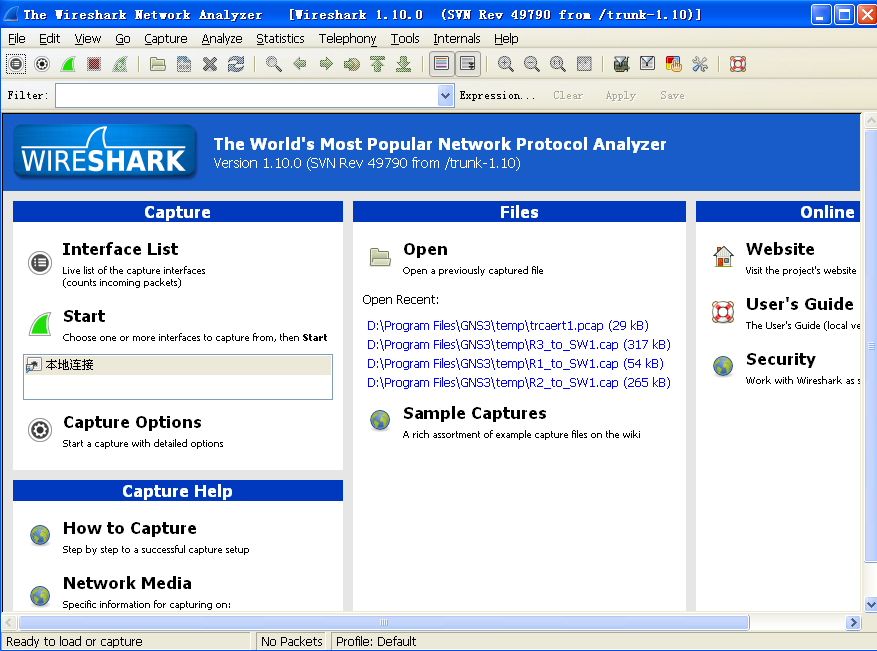 The Wireshark Network Analyzer [Wireshark 1.10.0 (SVN Rev 49790 from /trunk-1.10)]
File Edit View Go Capture Analyze Statistics Telephony Tools Internals Help
Filter: Expression... Clear Apply Save
WIRESHARK
The World's Most Popular Network Protocol Analyzer
Version 1.10.0 (SVN Rev 49790 from /trunk-1.10)
Capture
Interface List
Live list of the capture interfaces
(counts incoming packets)
Start
Choose one or more interfaces to capture from, then Start
本地连接
Capture Options
Start a capture with detailed options
Capture Help
How to Capture
Step by step to a successful capture setup
Network Media
Specific information for capturing on:
Files
Open
Open a previously captured file
Open Recent:
D:\Program Files\GNS3\temp\trcaert1.pcap (29 kB)
D:\Program Files\GNS3\temp\R3_to_SW1.cap (317 kB)
D:\Program Files\GNS3\temp\R1_to_SW1.cap (54 kB)
D:\Program Files\GNS3\temp\R2_to_SW1.cap (265 kB)
Sample Captures
A rich assortment of example capture files on the wiki
Online
Website
Visit the project's website
User's Guide
The User's Guide (local ve
Security
Work with Wireshark as s
Ready to load or capture
No Packets
Profile: Default